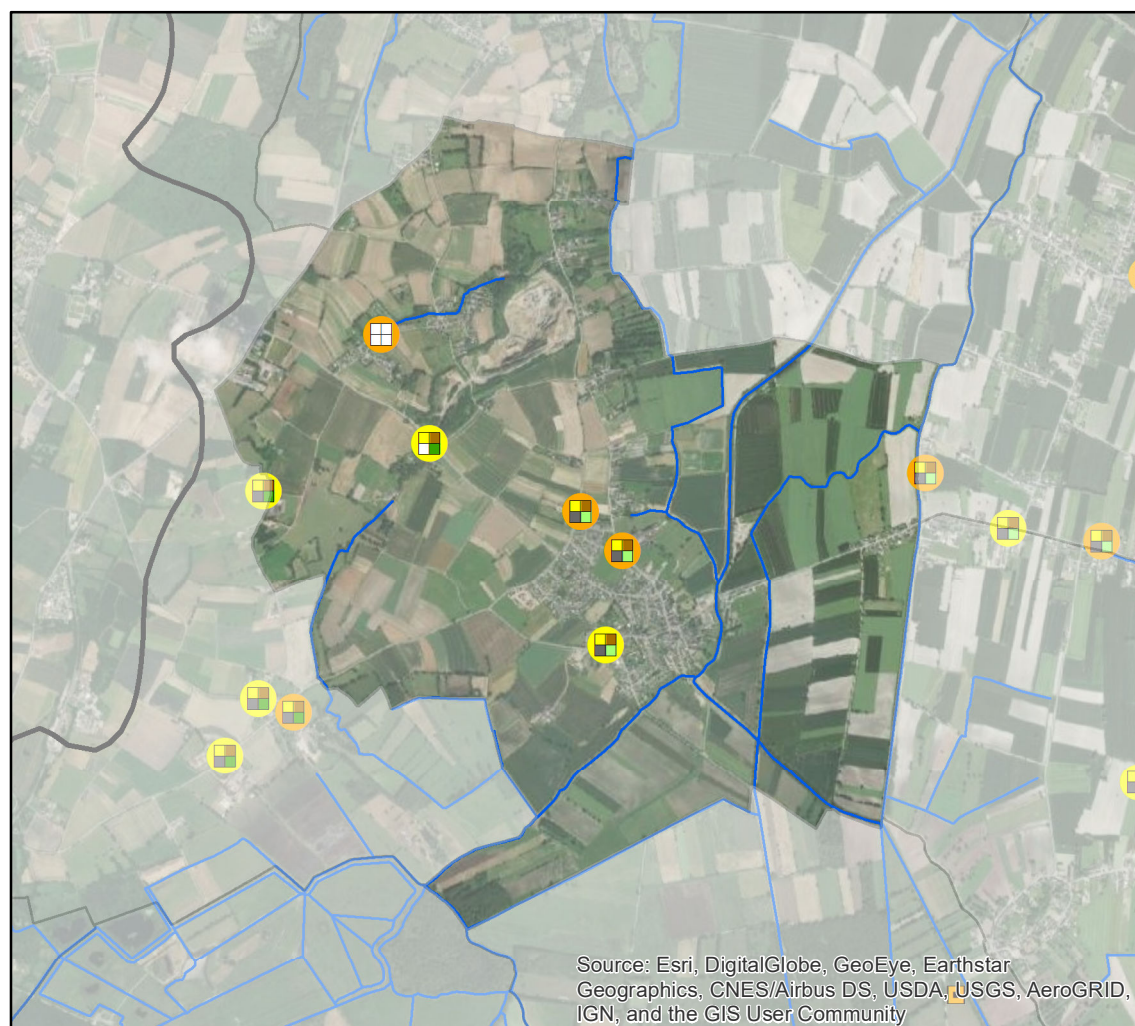 Source: Esri, DigitalGlobe, GeoEye, Earthstar
Geographics, CNES/Airbus DS, USDA, USGS, AeroGRID,
IGN, and the GIS User Community